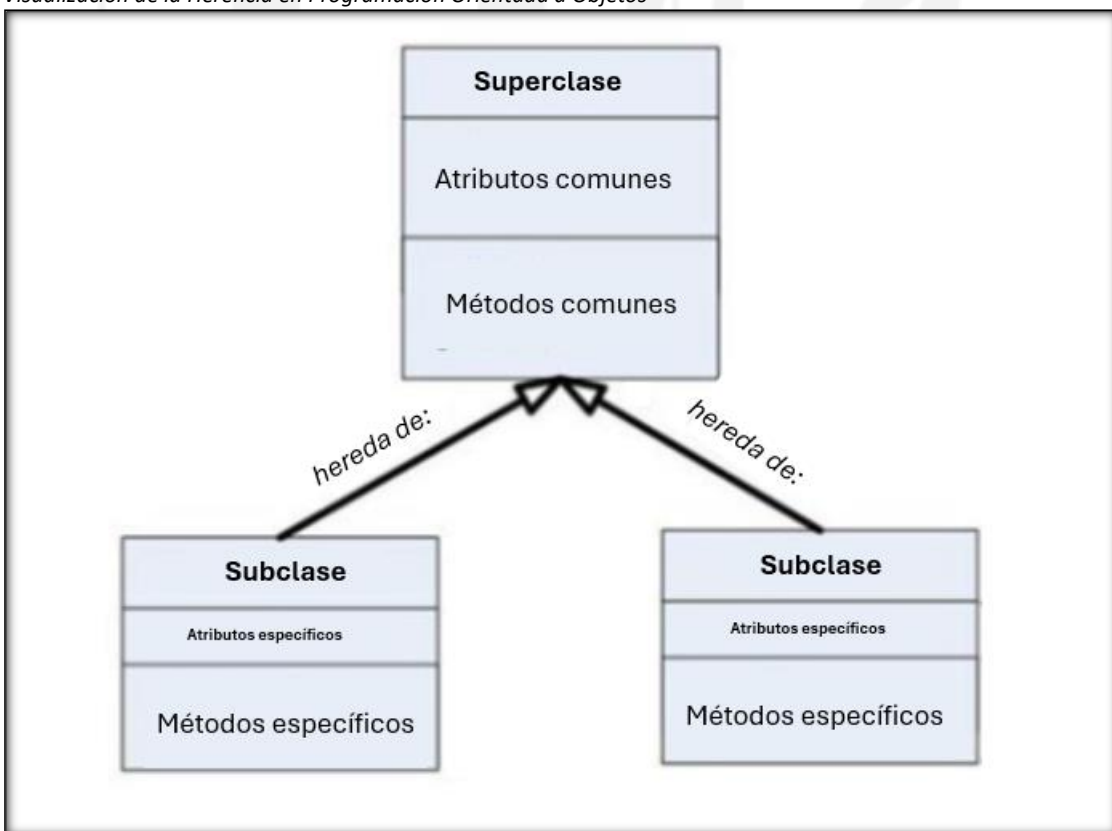 Visualización de la Herencia en Programación Orientada a Objetos
Superclase
Atributos comunes
Métodos comunes
hereda de:
hereda de:
Subclase
Atributos específicos
Métodos específicos
Subclase
Atributos específicos
Métodos específicos